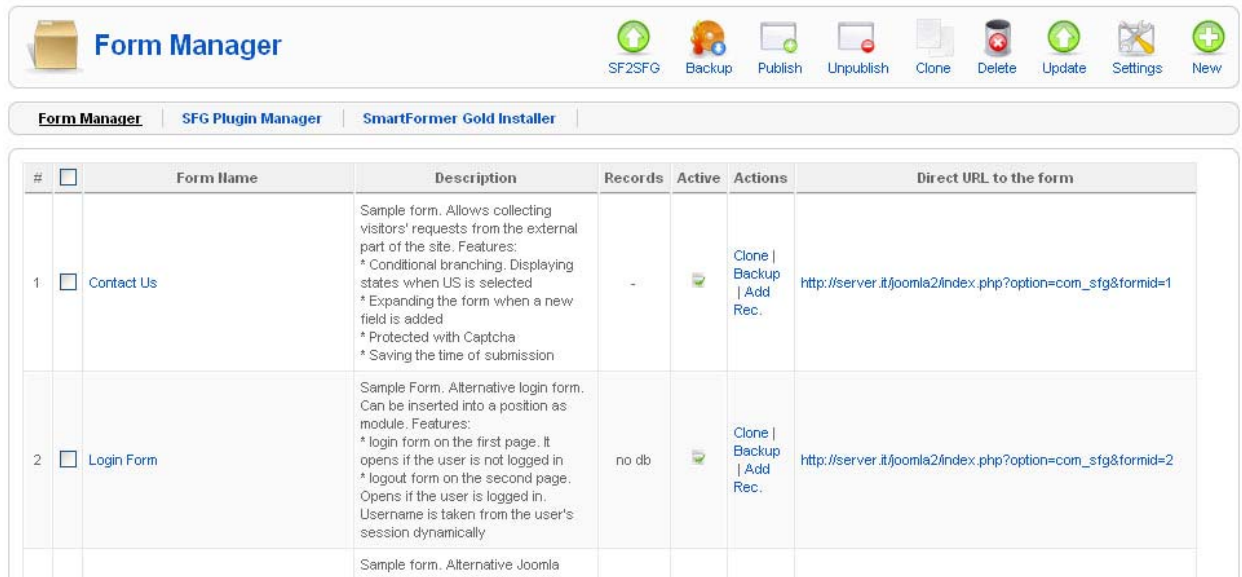 Form Manager
SF2SFG Backup Publish Unpublish Clone Delete Update Settings New
Form Manager SFG Plugin Manager SmartFormer Gold Installer
# Form Name Description Records Active Actions Direct URL to the form
1
Contact Us
Sample form. Allows collecting
visitors' requests from the external
part of the site. Features:
* Conditional branching. Displaying
states when US is selected
* Expanding the form when a new
field is added
* Protected with Captcha
* Saving the time of submission
-
Clone |
Backup
| Add
Rec.
http://server.it/joomla2/index.php?option=com_sfg&formid=1
2
Login Form
Sample Form. Alternative login form.
Can be inserted into a position as
module. Features:
* login form on the first page. It
opens if the user is not logged in
* logout form on the second page.
Opens if the user is logged in.
Username is taken from the user's
session dynamically
no db
Clone |
Backup
| Add
Rec.
http://server.it/joomla2/index.php?option=com_sfg&formid=2
Sample form. Alternative Joomla